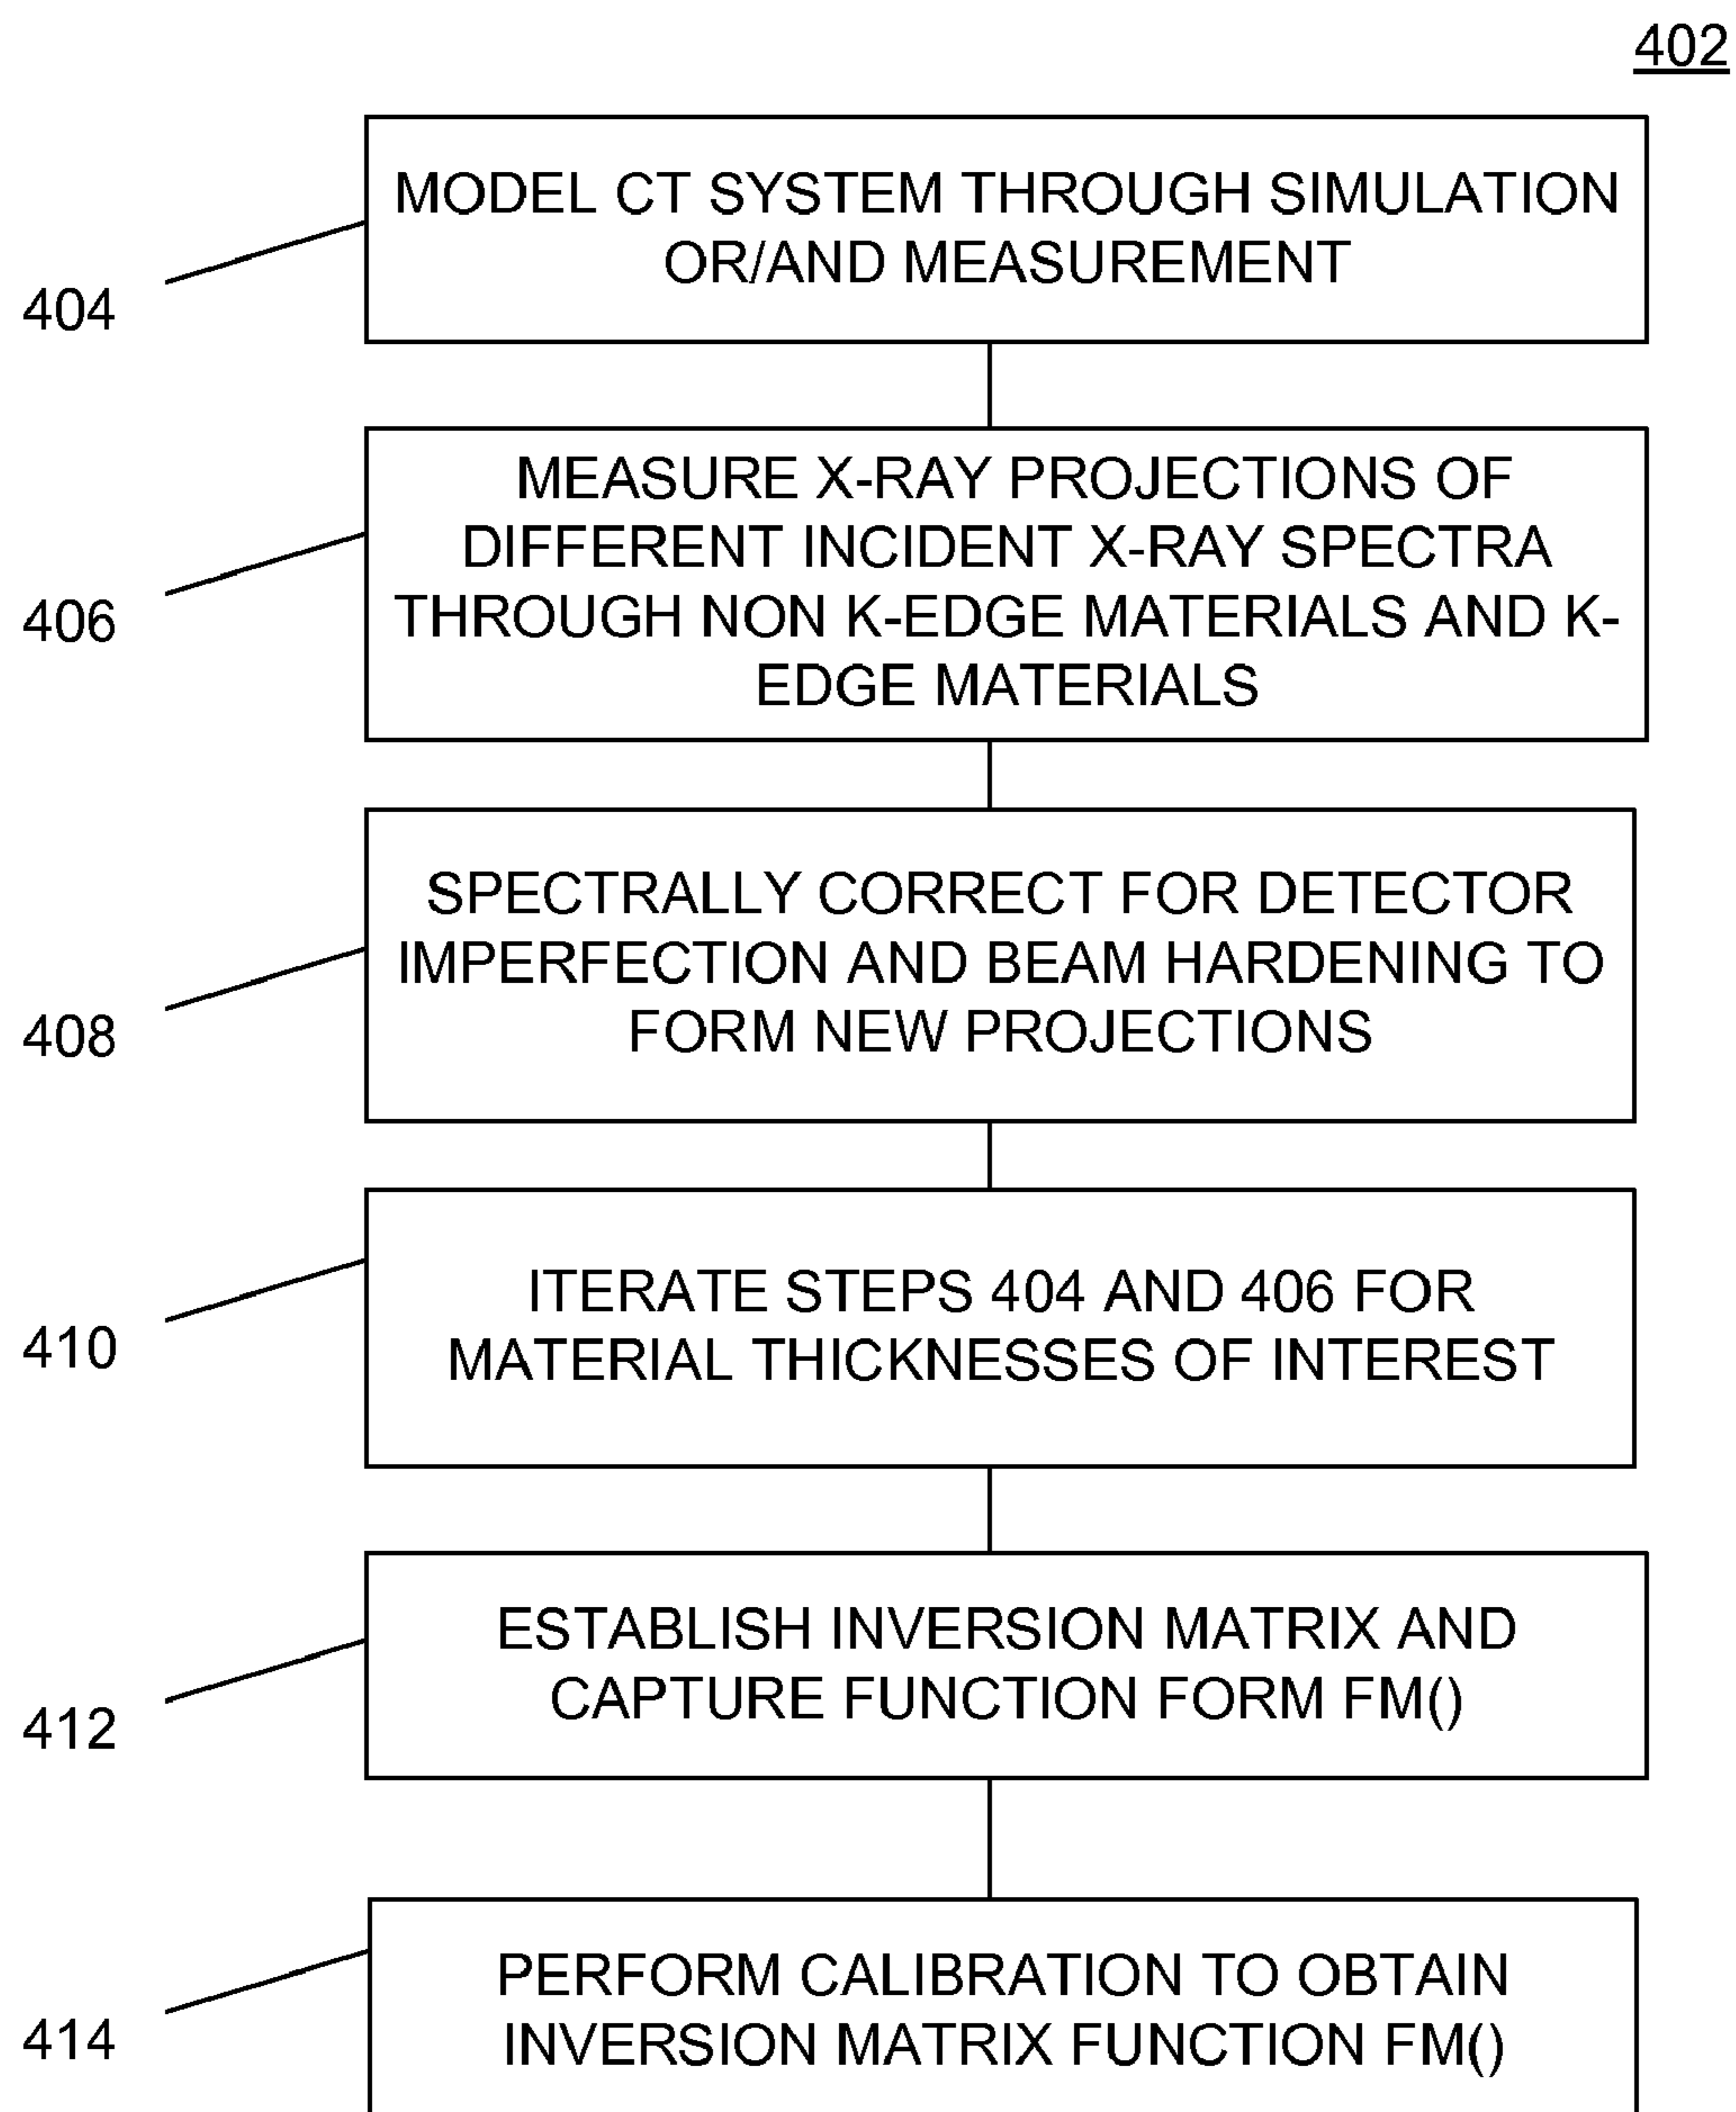 402
MODEL CT SYSTEM THROUGH SIMULATION
OR/AND MEASUREMENT
404
MEASURE X-RAY PROJECTIONS OF
DIFFERENT INCIDENT X-RAY SPECTRA
THROUGH NON K-EDGE MATERIALS AND K-
EDGE MATERIALS
406
SPECTRALLY CORRECT FOR DETECTOR
IMPERFECTION AND BEAM HARDENING TO
FORM NEW PROJECTIONS
408
ITERATE STEPS 404 AND 406 FOR
MATERIAL THICKNESSES OF INTEREST
410
ESTABLISH INVERSION MATRIX AND
CAPTURE FUNCTION FORM FM()
412
PERFORM CALIBRATION TO OBTAIN
INVERSION MATRIX FUNCTION FM()
414